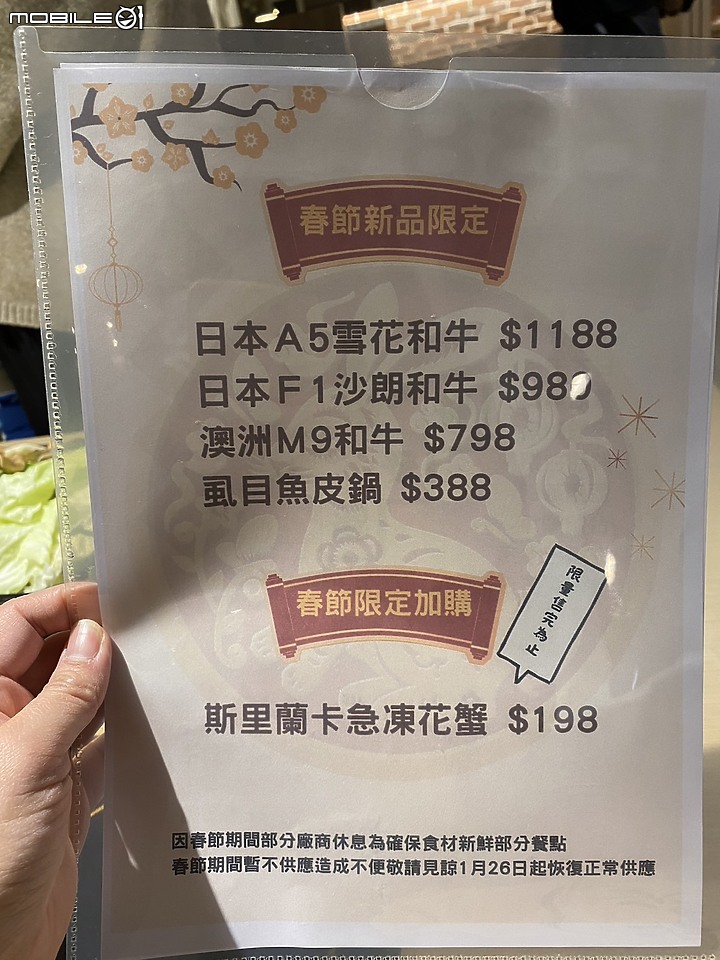 MOBILE01
春節新品限定
日本A5雪花和牛 $1188
日本F1沙朗和牛 $980
澳洲M9和牛 $798
虱目魚皮鍋 $388
春節限定加購
限量售完為止
斯里蘭卡急凍花蟹 $198
因春節期間部分廠商休息為確保食材新鮮部分餐點
春節期間暫不供應造成不便敬請見諒1月26日起恢復正常供應